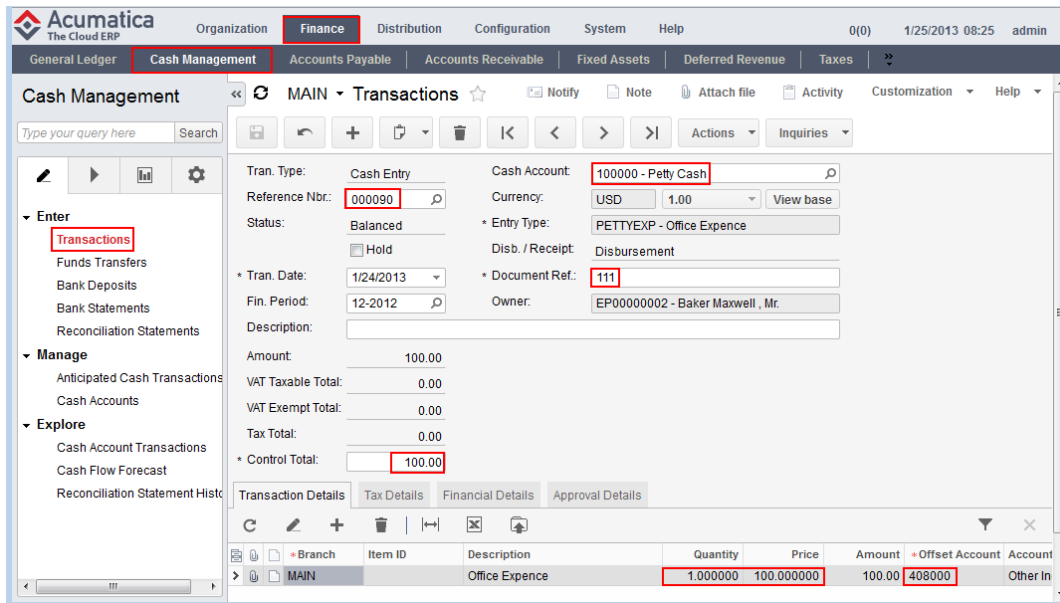 Acumatica
The Cloud ERP
Organization Finance Distribution Configuration System Help 0(0) 1/25/2013 08:25 admin
General Ledger Cash Management Accounts Payable Accounts Receivable Fixed Assets Deferred Revenue Taxes
Cash Management
MAIN Transactions Notify Note Attach file Activity Customization Help
Type your query here Search
Actions Inquiries
Enter
Transactions
Funds Transfers
Bank Deposits
Bank Statements
Reconciliation Statements
Manage
Anticipated Cash Transactions
Cash Accounts
Explore
Cash Account Transactions
Cash Flow Forecast
Reconciliation Statement Histo
Tran. Type: Cash Entry Cash Account: 100000 - Petty Cash
Reference Nbr.: 000090 Currency: USD 1.00 View base
Status: Balanced * Entry Type: PETTYEXP - Office Expence
Hold Disb. / Receipt: Disbursement
* Tran. Date: 1/24/2013 * Document Ref.: 111
Fin. Period: 12-2012 Owner: EP00000002 - Baker Maxwell , Mr.
Description:
Amount: 100.00
VAT Taxable Total: 0.00
VAT Exempt Total: 0.00
Tax Total: 0.00
* Control Total: 100.00
Transaction Details Tax Details Financial Details Approval Details
* Branch Item ID Description Quantity Price Amount * Offset Account Account
MAIN Office Expence 1.000000 100.000000 100.00 408000 Other In